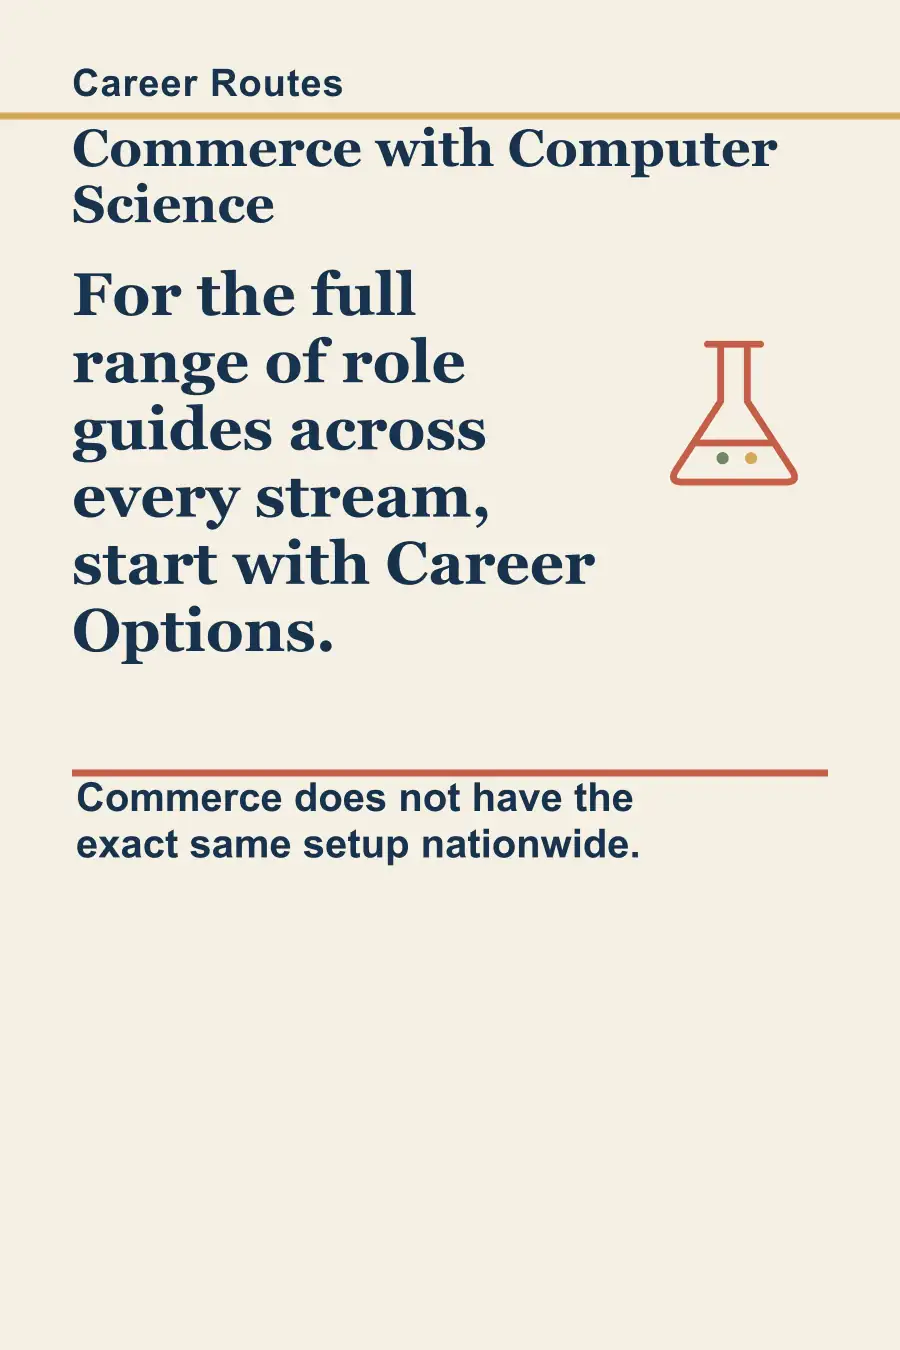 Career Routes
Commerce with Computer
Science
For the full
range of role
guides across
every stream,
start with Career
Options.
Commerce does not have the
exact same setup nationwide.